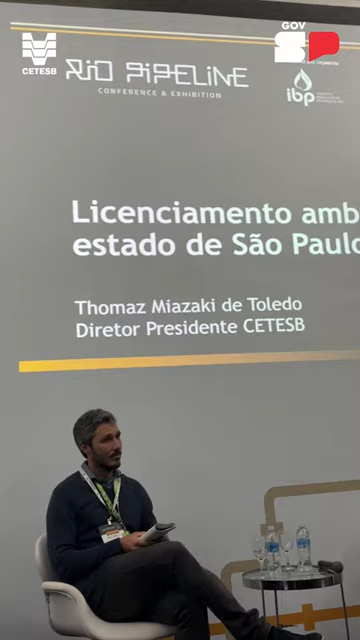 CETESB
GOV
SP
RIO PIPELINE
CONFERENCE & EXHIBITION
ibp
Licenciamento amb
estado de São Paulo
Thomaz Miazaki de Toledo
Diretor Presidente CETESB